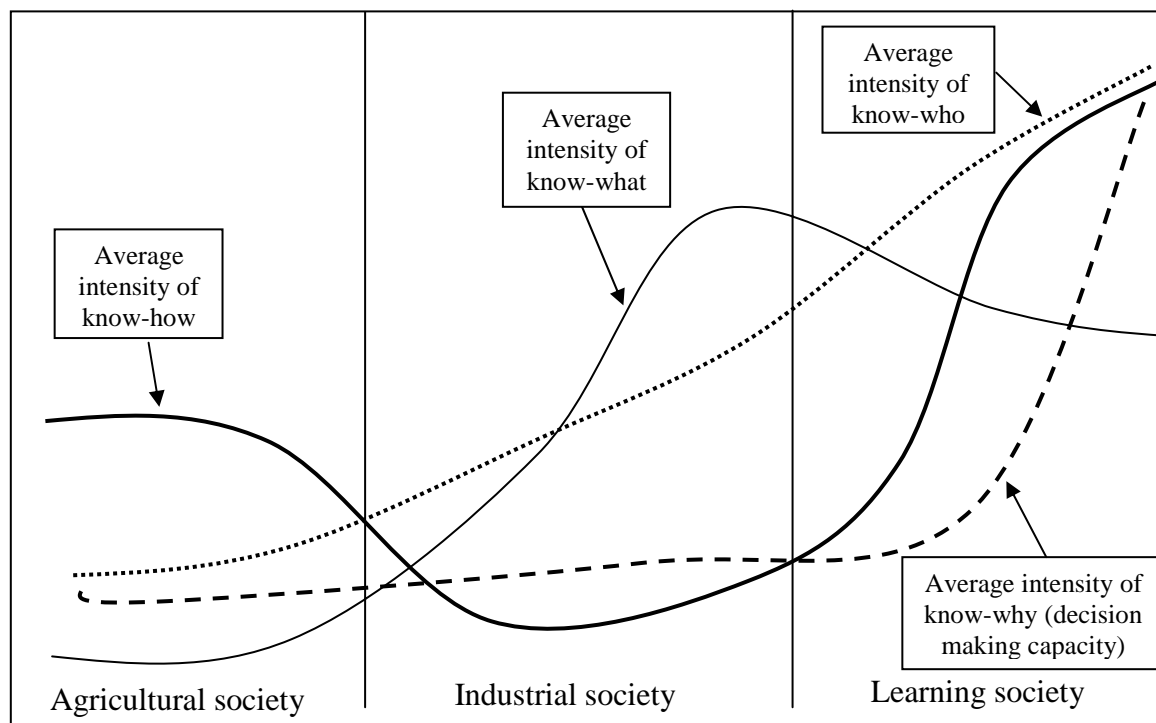 Average
intensity of
know-who
Average
intensity of
know-what
Average
intensity of
know-how
Average intensity of
know-why (decision
making capacity)
Agricultural society
Industrial society
Learning society